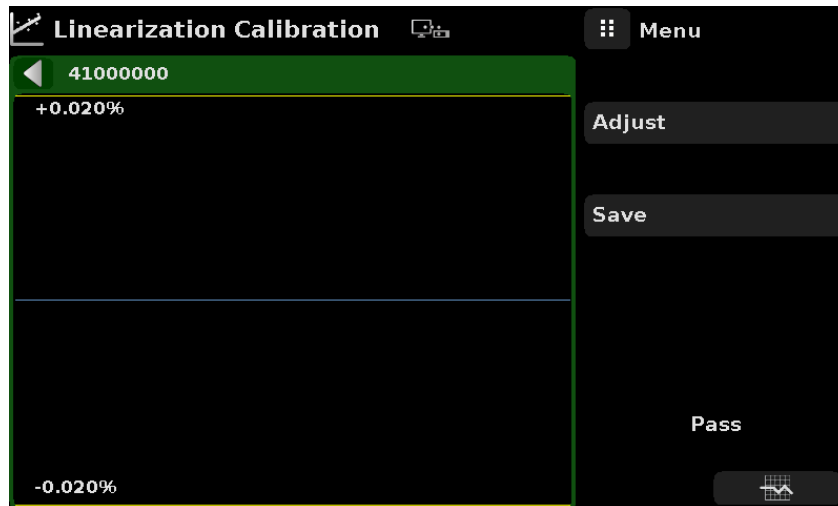 Linearization Calibration
Menu
41000000
+0.020%
Adjust
Save
Pass
-0.020%